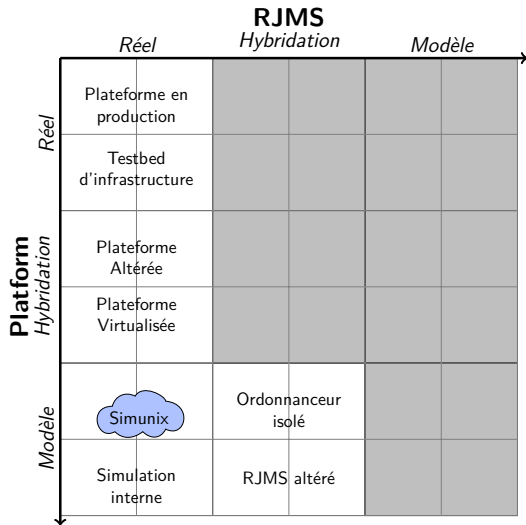 RJMS
Réel
Hybridation
Modèle
Platform
Réel
Hybridation
Modèle
Plateforme en
production
Testbed
d'infrastructure
Plateforme
Altérée
Plateforme
Virtualisée
Simunix
Ordonnanceur
isolé
Simulation
interne
RJMS altéré